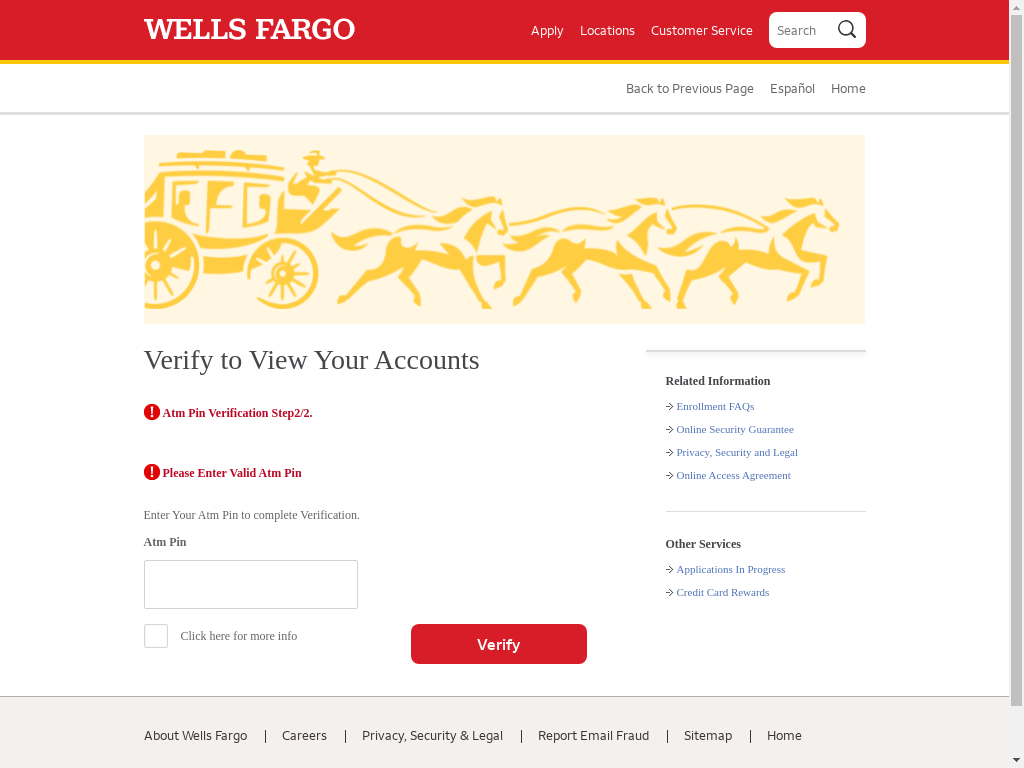 WELLS FARGO
Apply Locations Customer Service Search
Back to Previous Page Español Home
Verify to View Your Accounts
Atm Pin Verification Step2/2.
Please Enter Valid Atm Pin
Enter Your Atm Pin to complete Verification.
Atm Pin
Click here for more info
Verify
Related Information
Enrollment FAQs
Online Security Guarantee
Privacy, Security and Legal
Online Access Agreement
Other Services
Applications In Progress
Credit Card Rewards
About Wells Fargo Careers Privacy, Security & Legal Report Email Fraud Sitemap Home